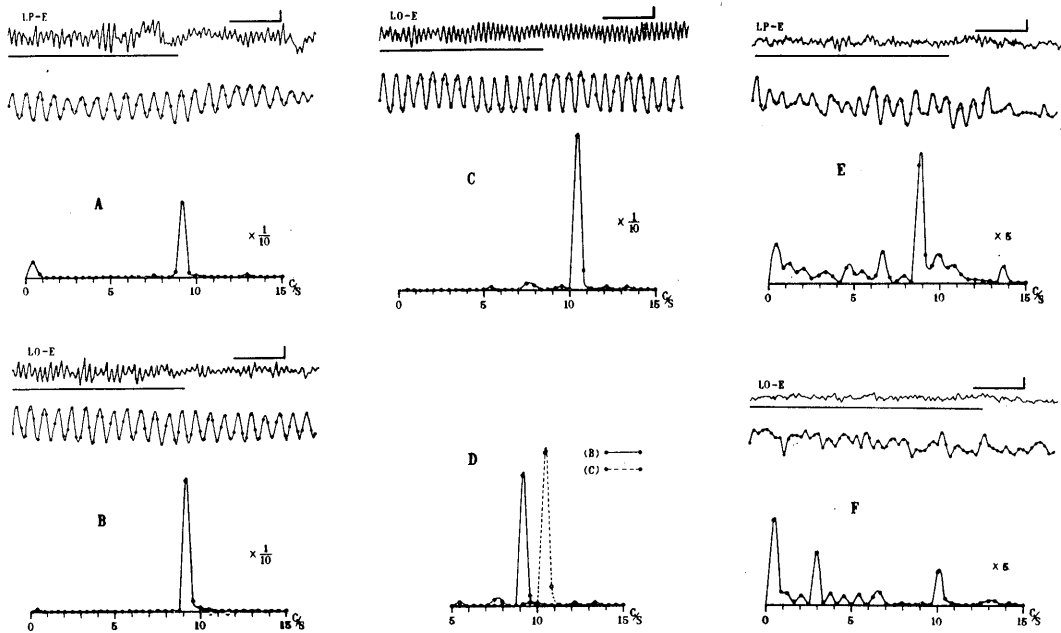 LP-E
A
× 1/10
0 5 10 15 C/S
LO-E
C
× 1/10
0 5 10 15 C/S
LP-E
E
× 5
0 5 10 15 C/S
LO-E
B
× 1/10
0 5 10 15 C/S
D
(B)
(C)
5 10 15 C/S
LO-E
F
× 5
0 5 10 15 C/S